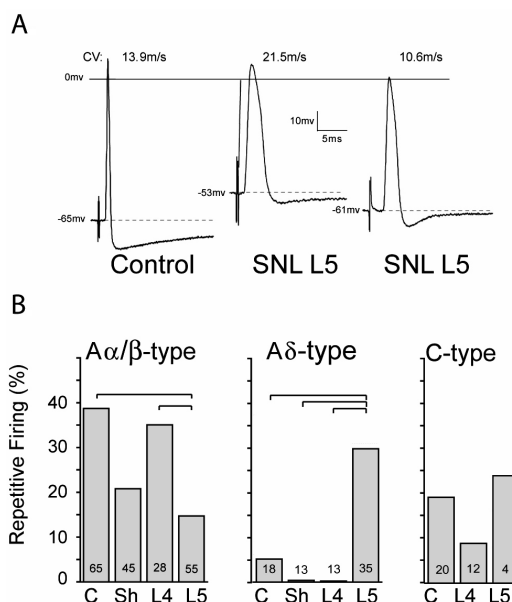 A
CV: 13.9m/s 21.5m/s 10.6m/s
0mv
10mv
5ms
-53mv
-61mv
-65mv
Control SNL L5 SNL L5
B
Aα/β-type Aδ-type C-type
Repetitive Firing (%)
40
30
20
10
0
65 45 28 55 18 13 13 35 20 12 4
C Sh L4 L5 C Sh L4 L5 C L4 L5